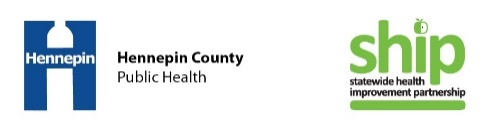 Hennepin
Hennepin County
Public Health
ship
statewide health
improvement partnership